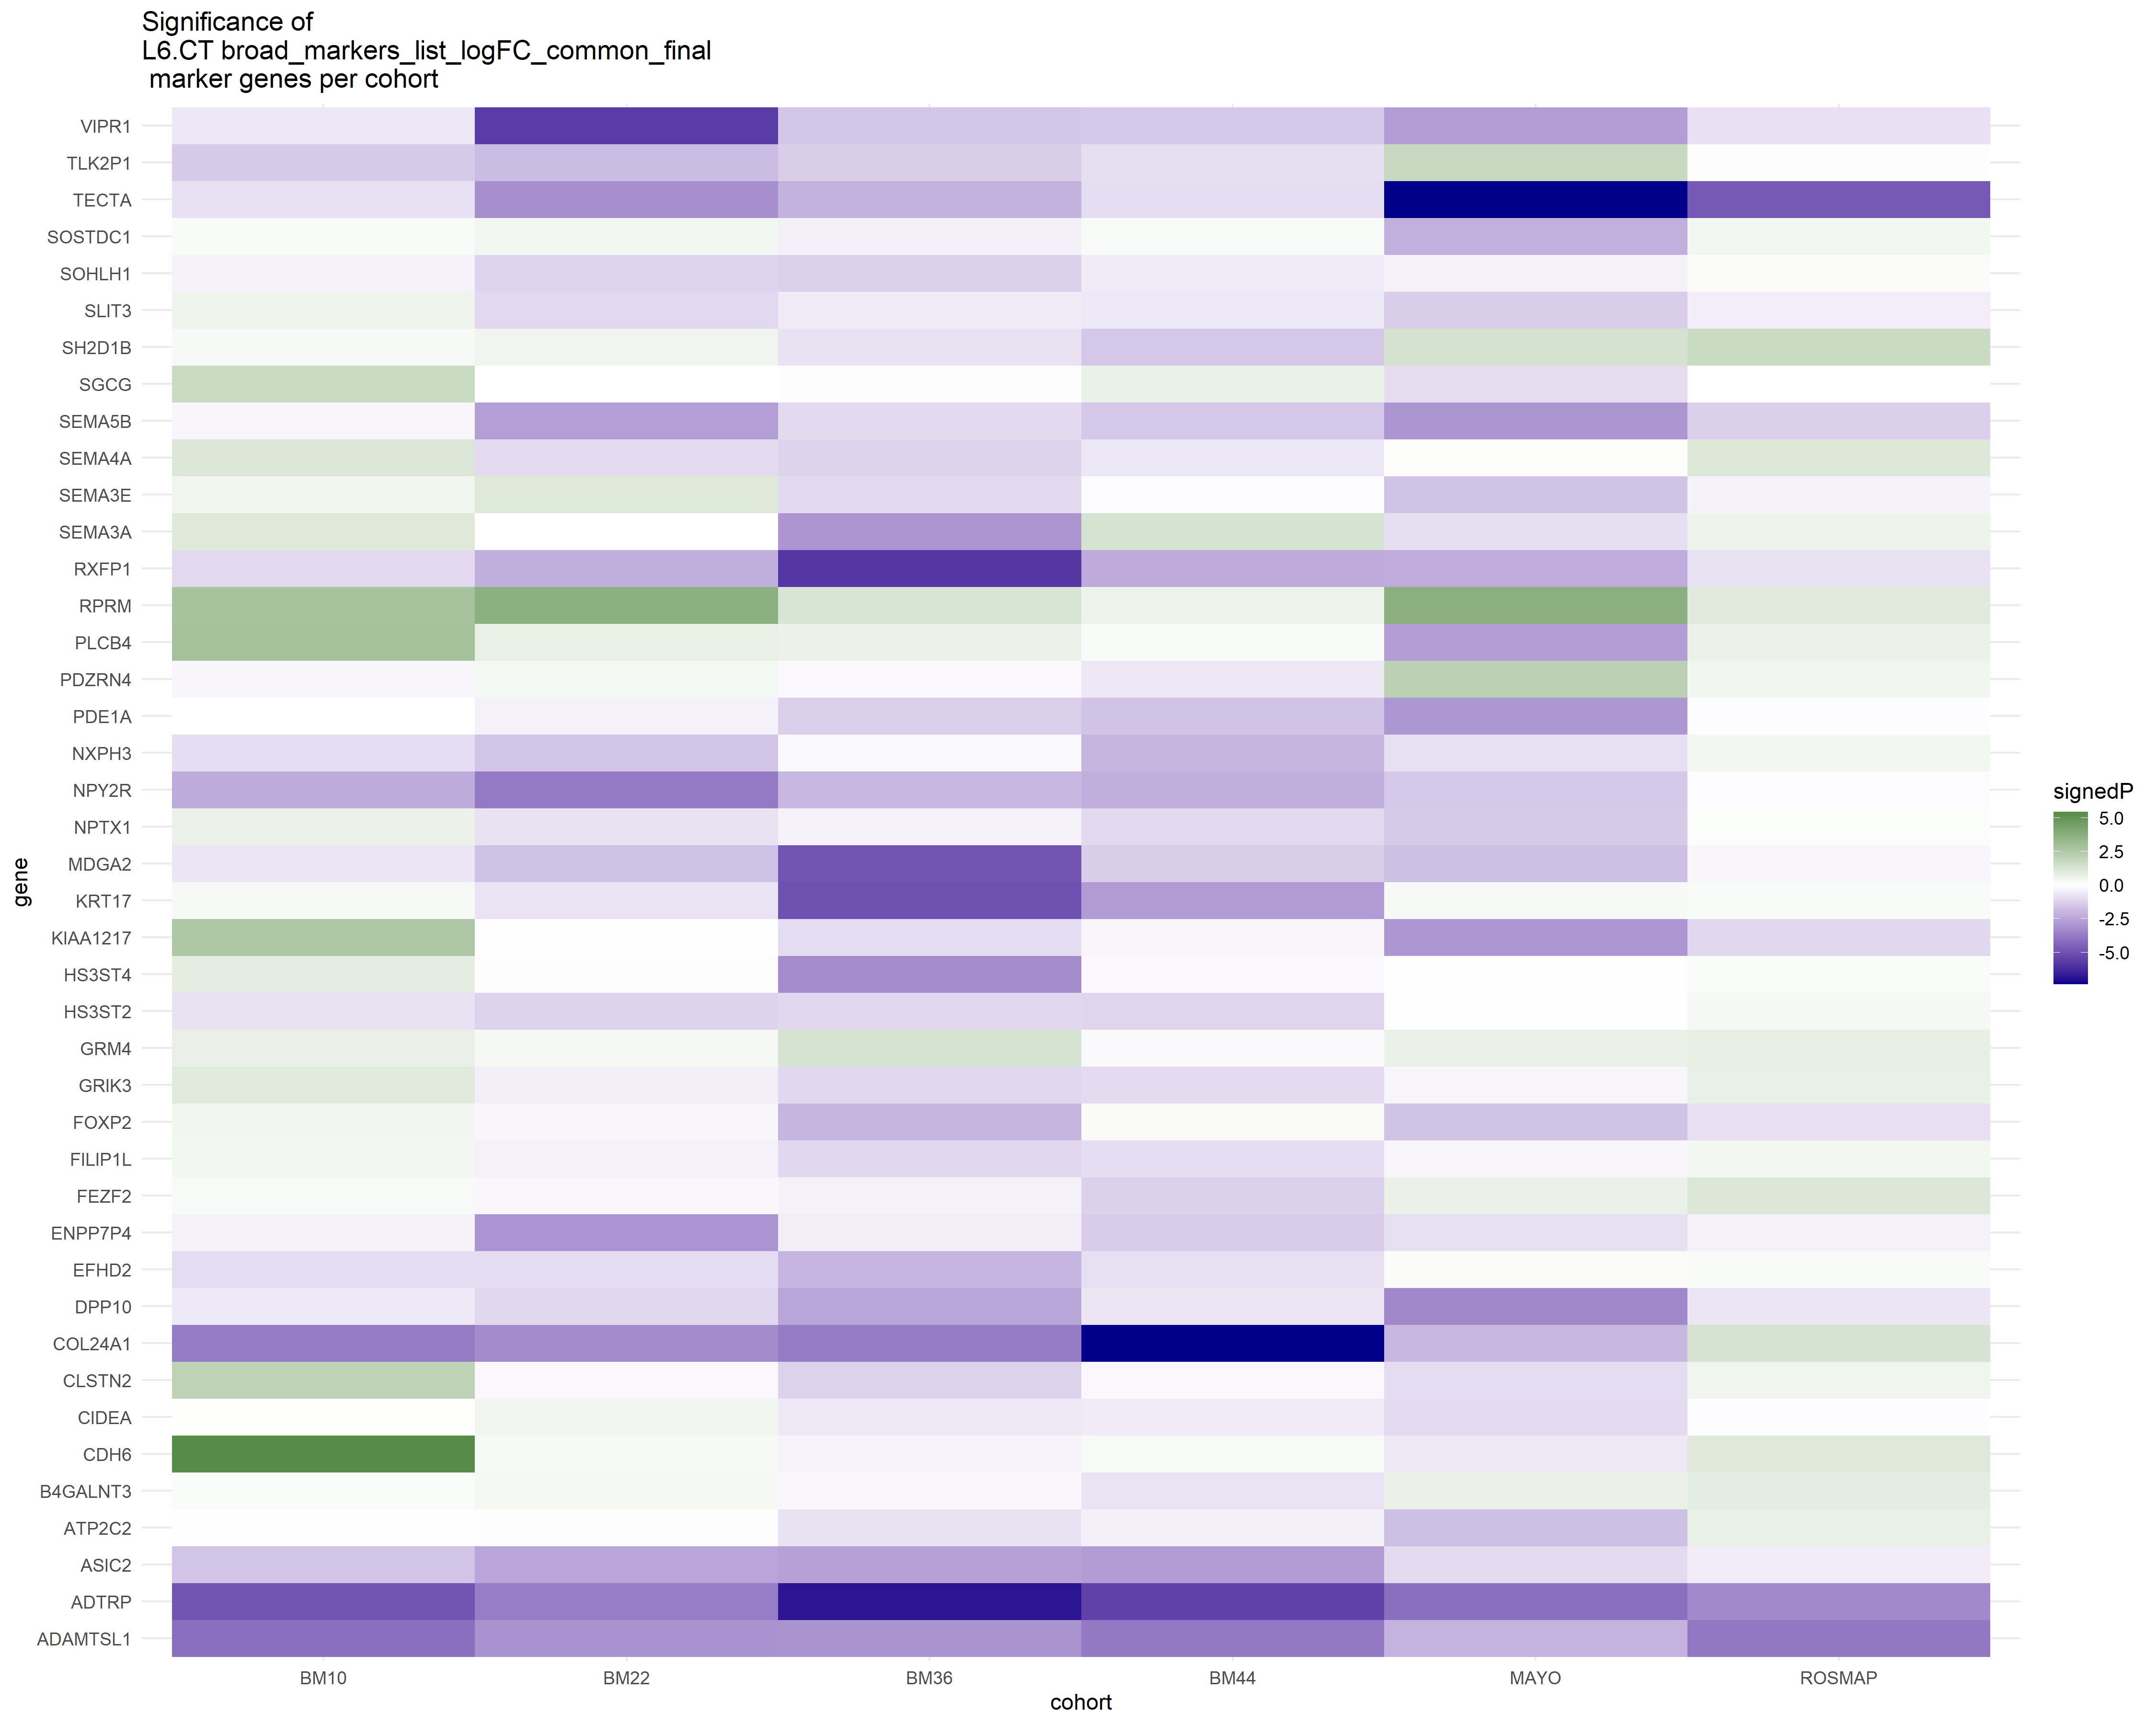 Significance of
L6.CT broad_markers_list_logFC_common_final
marker genes per cohort
VIPR1
TLK2P1
TECTA
SOSTDC1
SOHLH1
SLIT3
SH2D1B
SGCG
SEMA5B
SEMA4A
SEMA3E
SEMA3A
RXFP1
RPRM
PLCB4
PDZRN4
PDE1A
NXPH3
NPY2R
NPTX1
MDGA2
KRT17
KIAA1217
HS3ST4
HS3ST2
GRM4
GRIK3
FOXP2
FILIP1L
FEZF2
ENPP7P4
EFHD2
DPP10
COL24A1
CLSTN2
CIDEA
CDH6
B4GALNT3
ATP2C2
ASIC2
ADTRP
ADAMTSL1
gene
BM10 BM22 BM36 BM44 MAYO ROSMAP
cohort
signedP
5.0
2.5
0.0
-2.5
-5.0